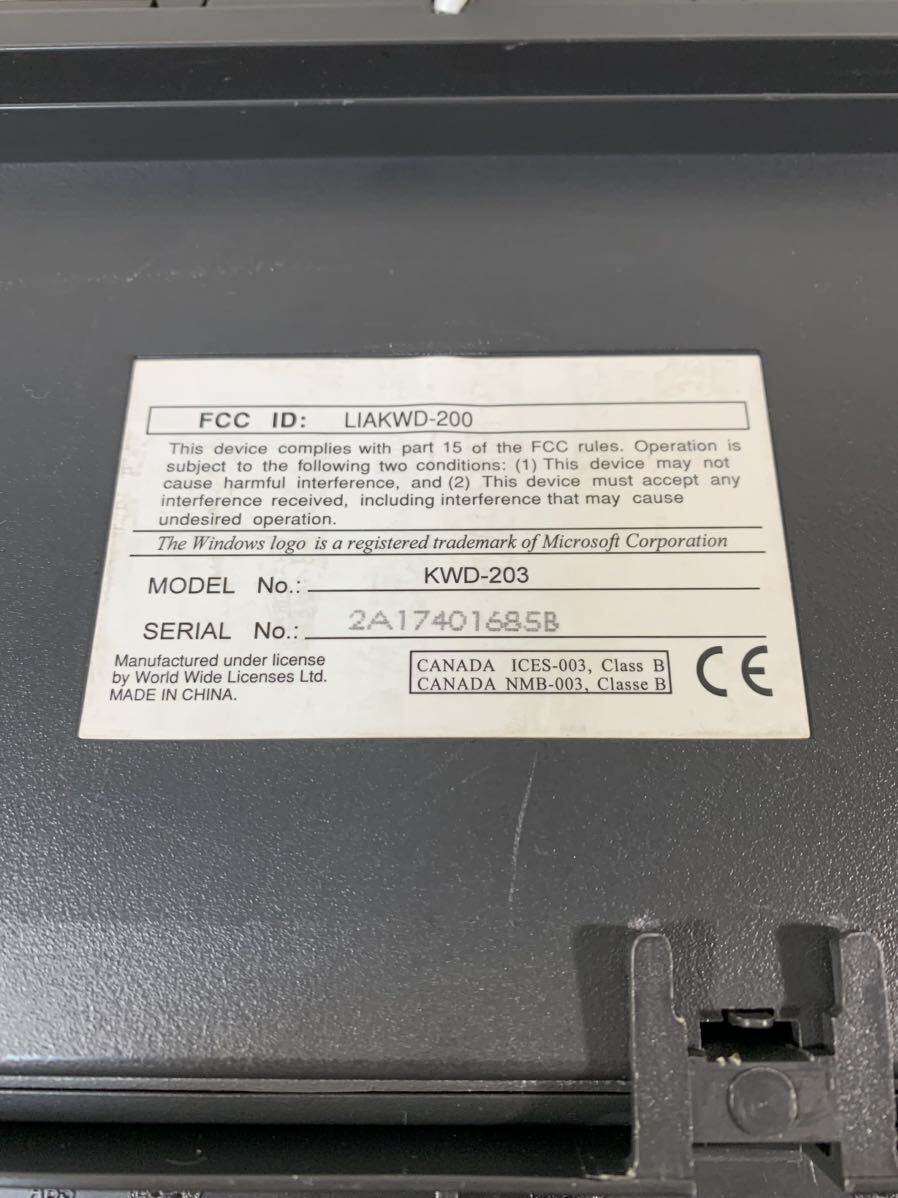 FCC ID: LIAKWD-200
This device complies with part 15 of the FCC rules. Operation is
subject to the following two conditions: (1) This device may not
cause harmful interference, and (2) This device must accept any
interference received, including interference that may cause
undesired operation.
The Windows logo is a registered trademark of Microsoft Corporation
MODEL No.: KWD-203
SERIAL No.: 2A17401685B
Manufactured under license
by World Wide Licenses Ltd.
MADE IN CHINA.
CANADA ICES-003, Class B
CANADA NMB-003, Classe B
CE